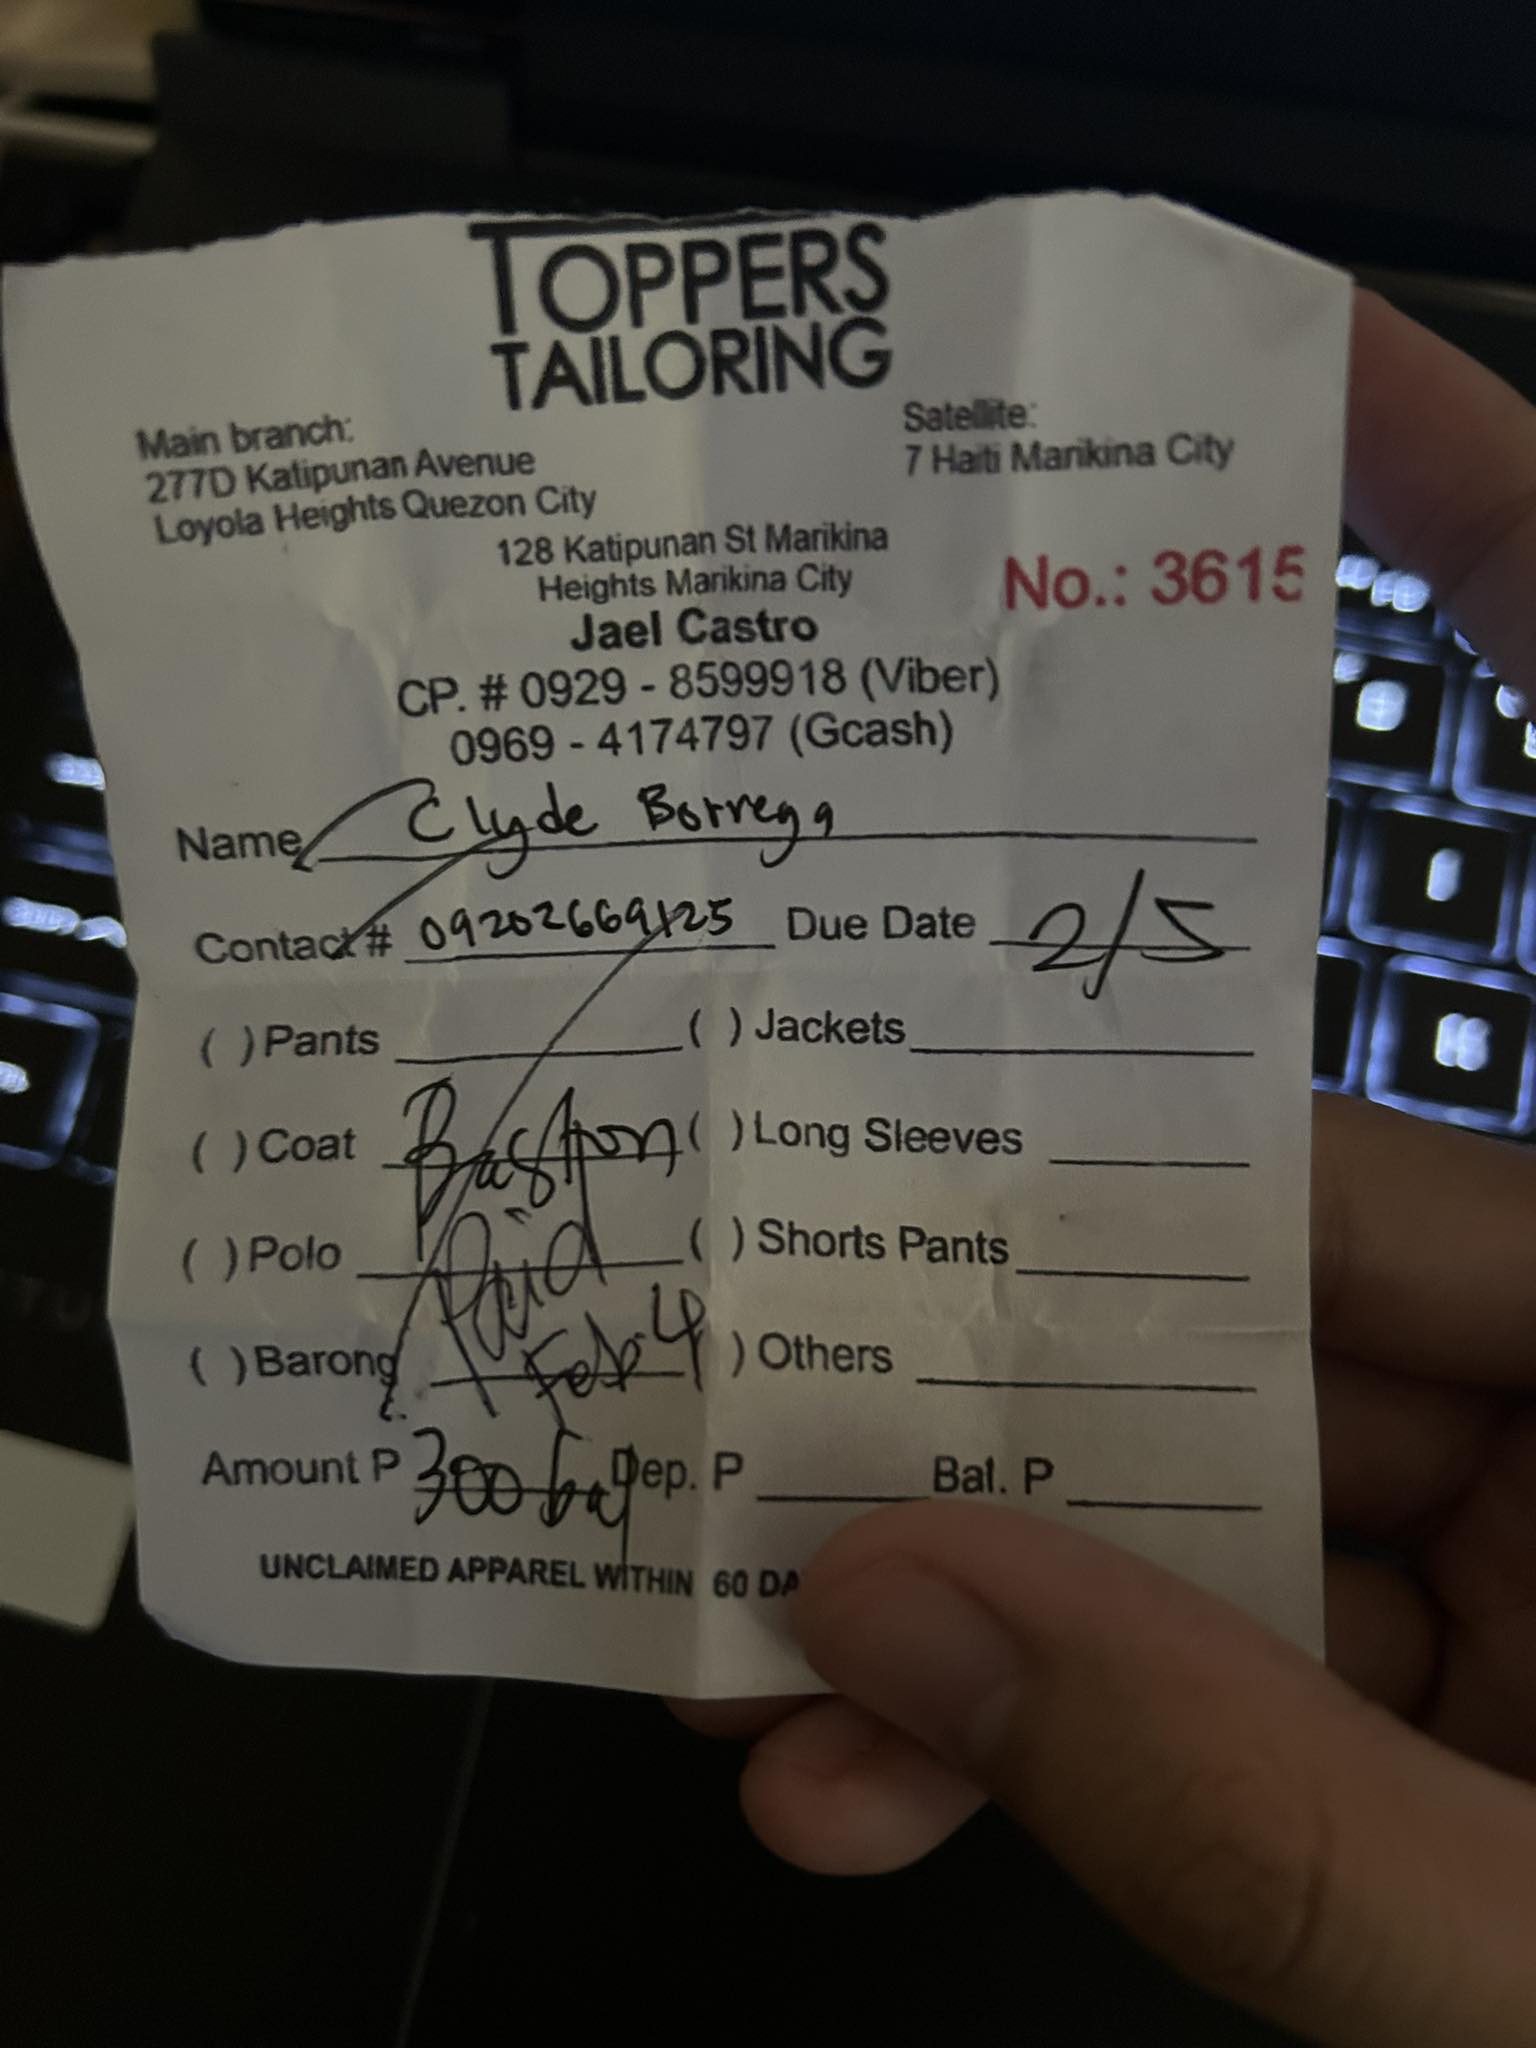 TOPPERS
TAILORING
Main branch:
277D Katipunan Avenue
Loyola Heights Quezon City
Satellite:
7 Haiti Marikina City
128 Katipunan St Marikina
Heights Marikina City
No.: 3615
Jael Castro
CP. # 0929 - 8599918 (Viber)
0969 - 4174797 (Gcash)
Name Clyde Borrega
Contact # 09202669125 Due Date 2/5
( ) Pants ( ) Jackets
( ) Coat Bastpon ( ) Long Sleeves
( ) Polo Paid ( ) Shorts Pants
( ) Barong Feb 4 ) Others
Amount P 300 Dep. P Bal. P
UNCLAIMED APPAREL WITHIN 60 DA